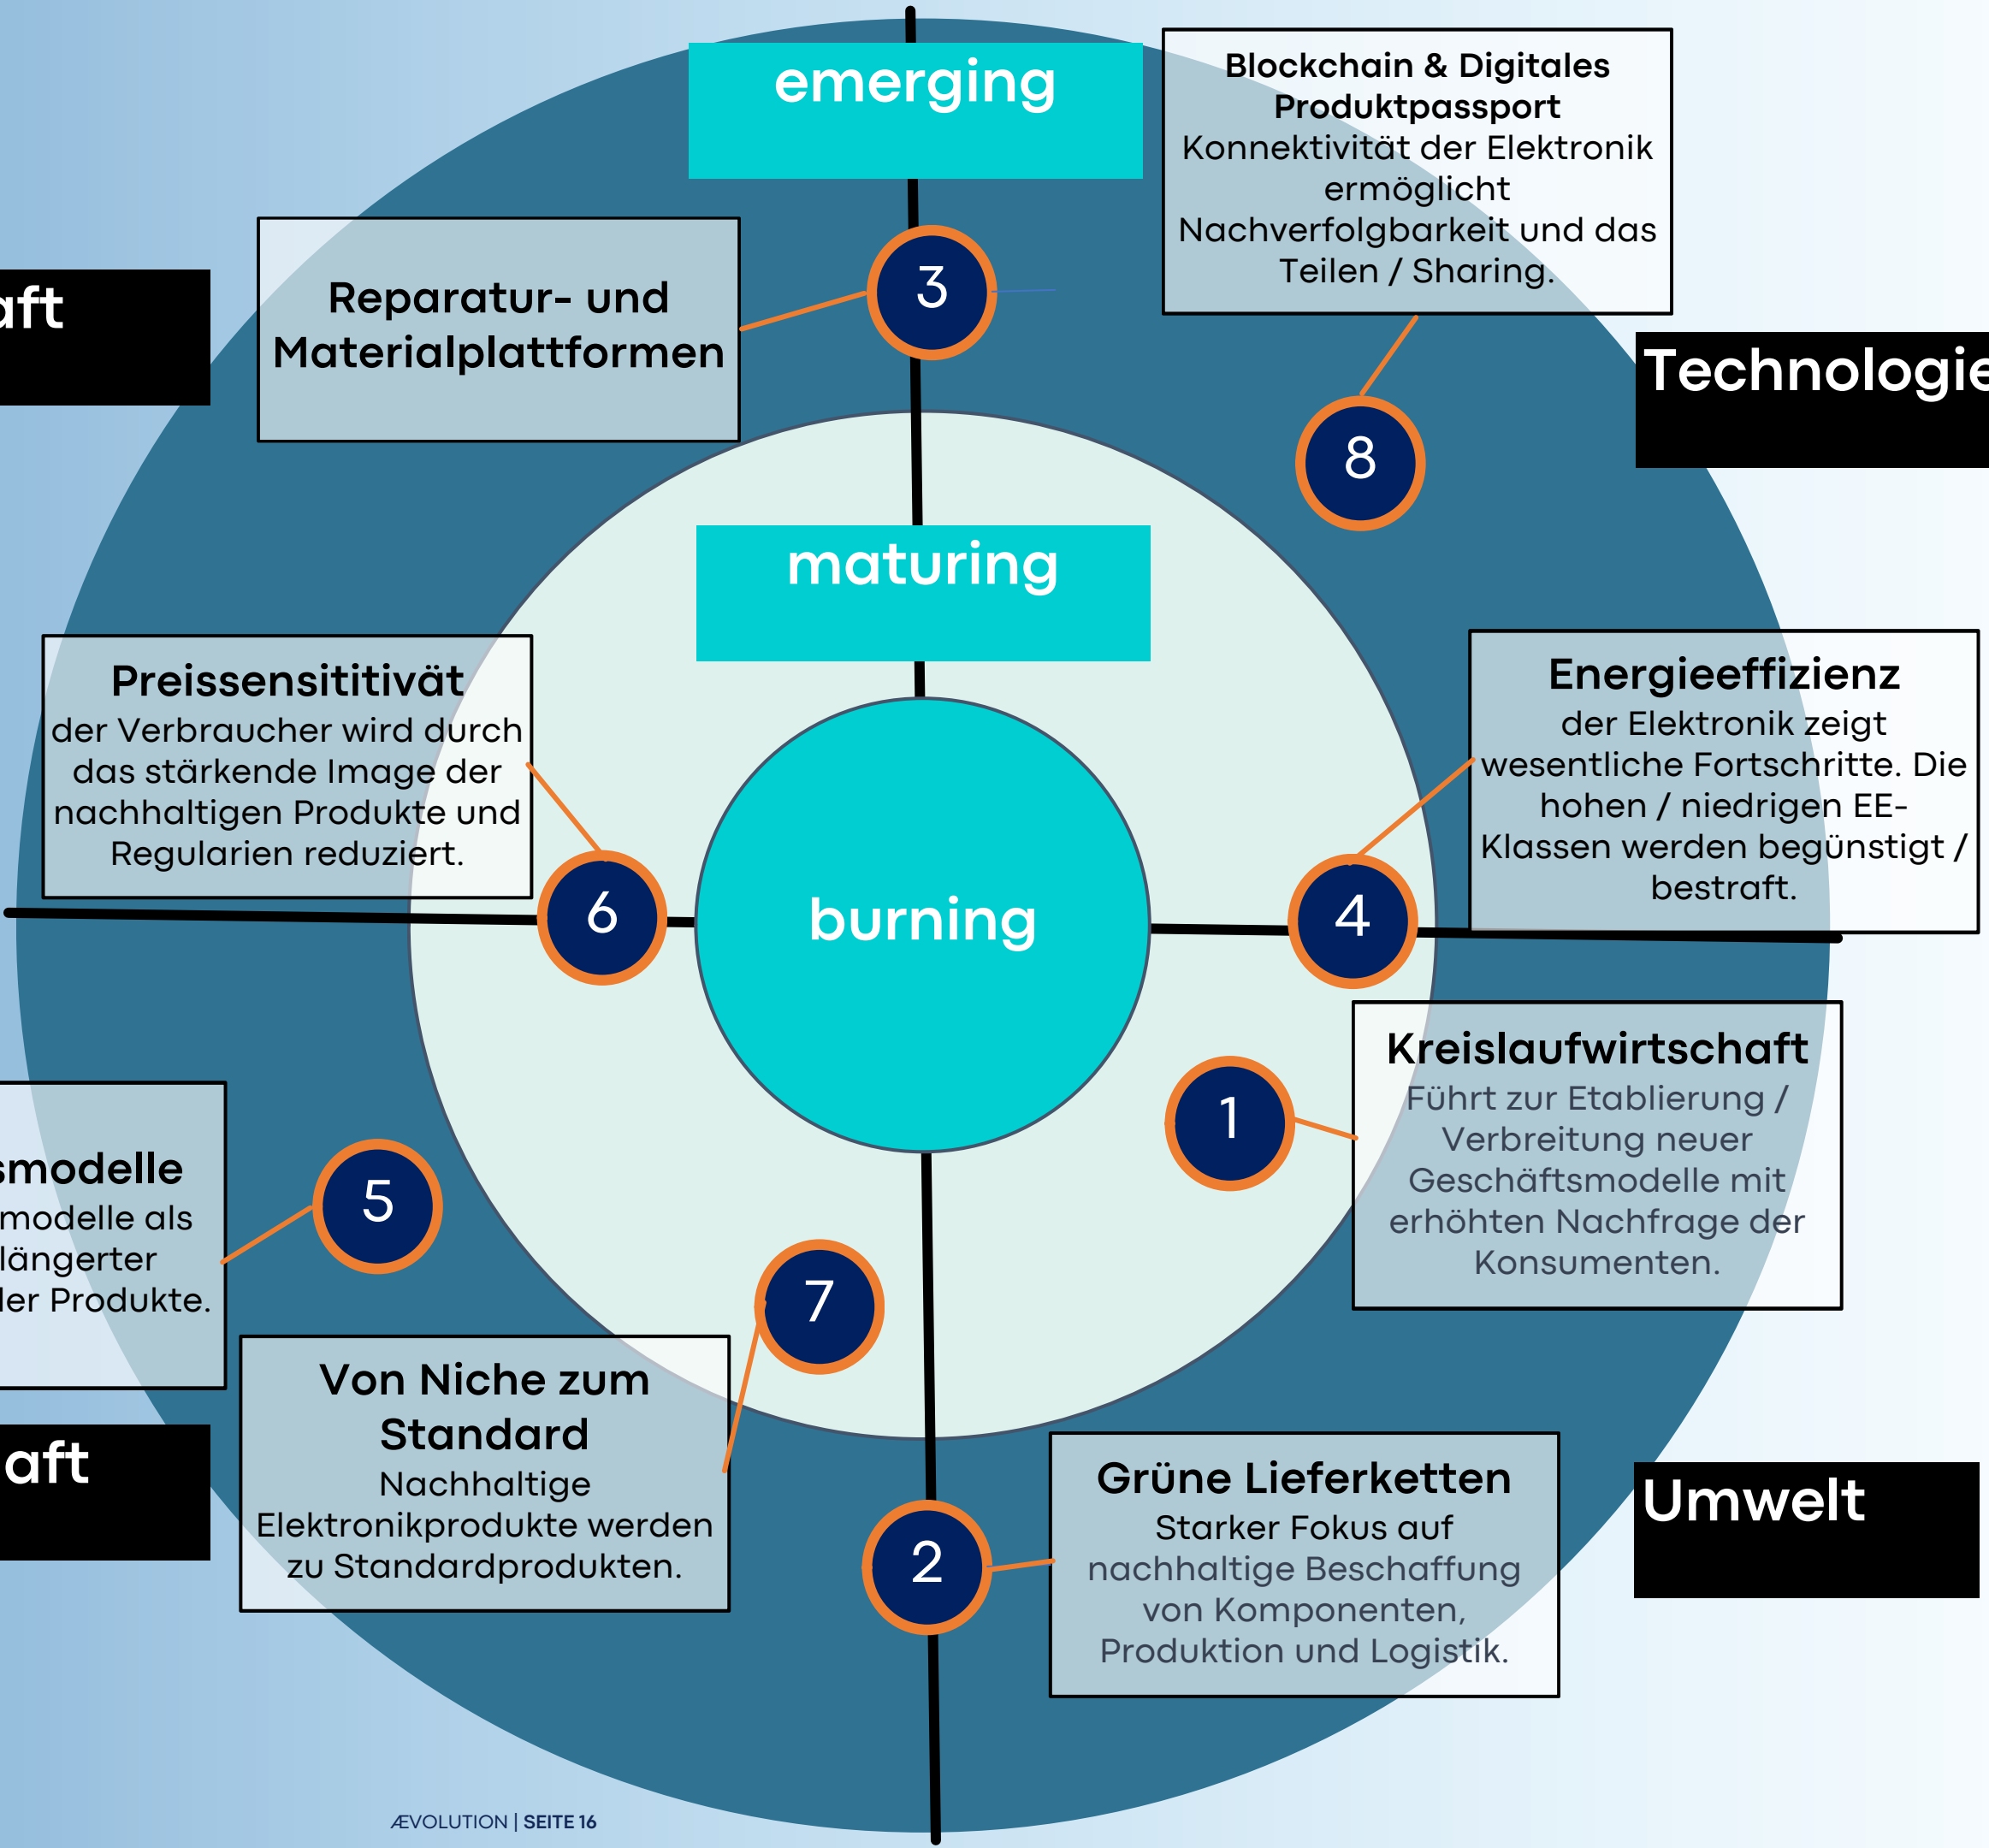 emerging
Blockchain & Digitales
Produktpassport
Konnektivität der Elektronik
ermöglicht
Nachverfolgbarkeit und das
Teilen / Sharing.
aft
Reparatur- und
Materialplattformen
3
Technologie
8
maturing
Preissensititivät
der Verbraucher wird durch
das stärkende Image der
nachhaltigen Produkte und
Regularien reduziert.
Energieeffizienz
der Elektronik zeigt
wesentliche Fortschritte. Die
hohen / niedrigen EE-
Klassen werden begünstigt /
bestraft.
6
burning
4
Kreislaufwirtschaft
Führt zur Etablierung /
Verbreitung neuer
Geschäftsmodelle mit
erhöhten Nachfrage der
Konsumenten.
1
smodelle
modelle als
längerter
der Produkte.
5
7
Von Niche zum
Standard
Nachhaltige
Elektronikprodukte werden
zu Standardprodukten.
aft
2
Grüne Lieferketten
Starker Fokus auf
nachhaltige Beschaffung
von Komponenten,
Produktion und Logistik.
Umwelt
ÆVOLUTION | SEITE 16